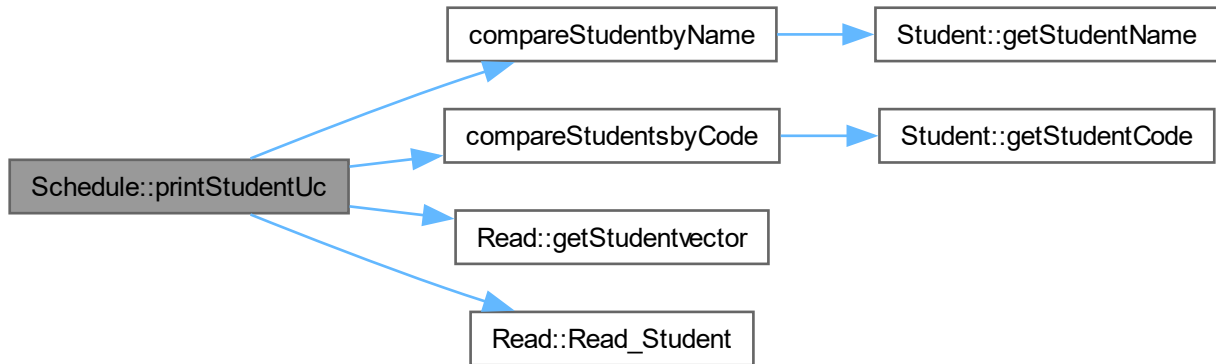 compareStudentbyName
Student::getStudentName
compareStudentsbyCode
Student::getStudentCode
Schedule::printStudentUc
Read::getStudentvector
Read::Read_Student